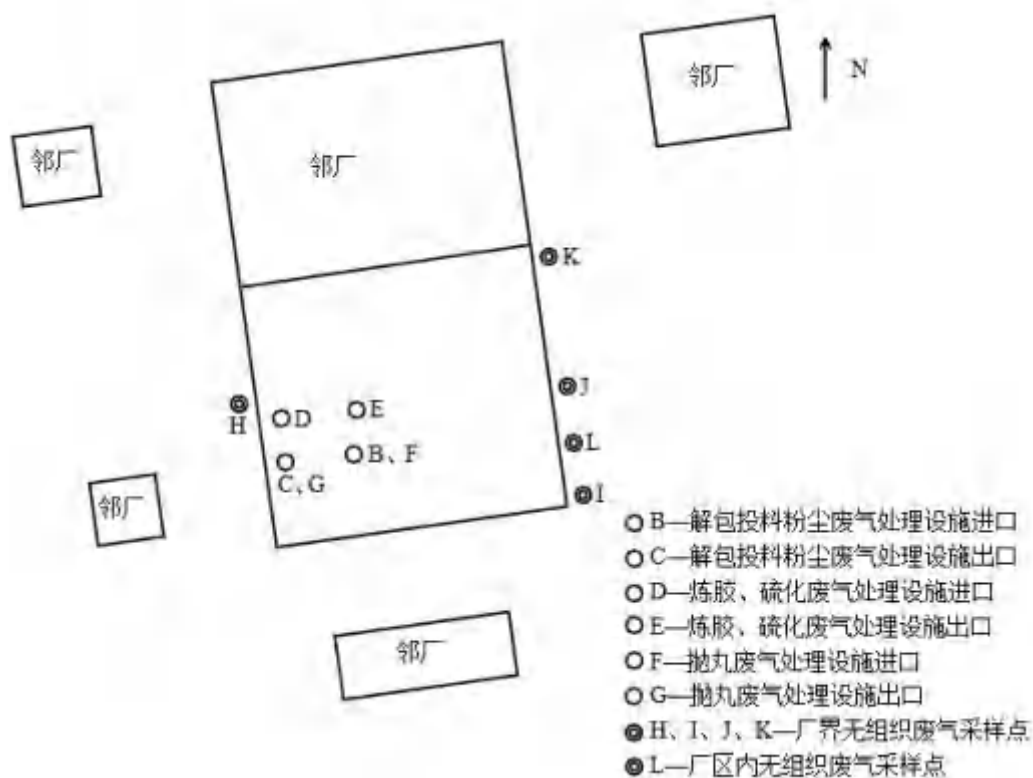 邻厂
N
邻厂
邻厂
K
J
H
D
E
L
B、F
C、G
I
邻厂
邻厂
B—解包投料粉尘废气处理设施进口
C—解包投料粉尘废气处理设施出口
D—炼胶、硫化废气处理设施进口
E—炼胶、硫化废气处理设施出口
F—抛丸废气处理设施进口
G—抛丸废气处理设施出口
H、I、J、K—厂界无组织废气采样点
L—厂区内无组织废气采样点